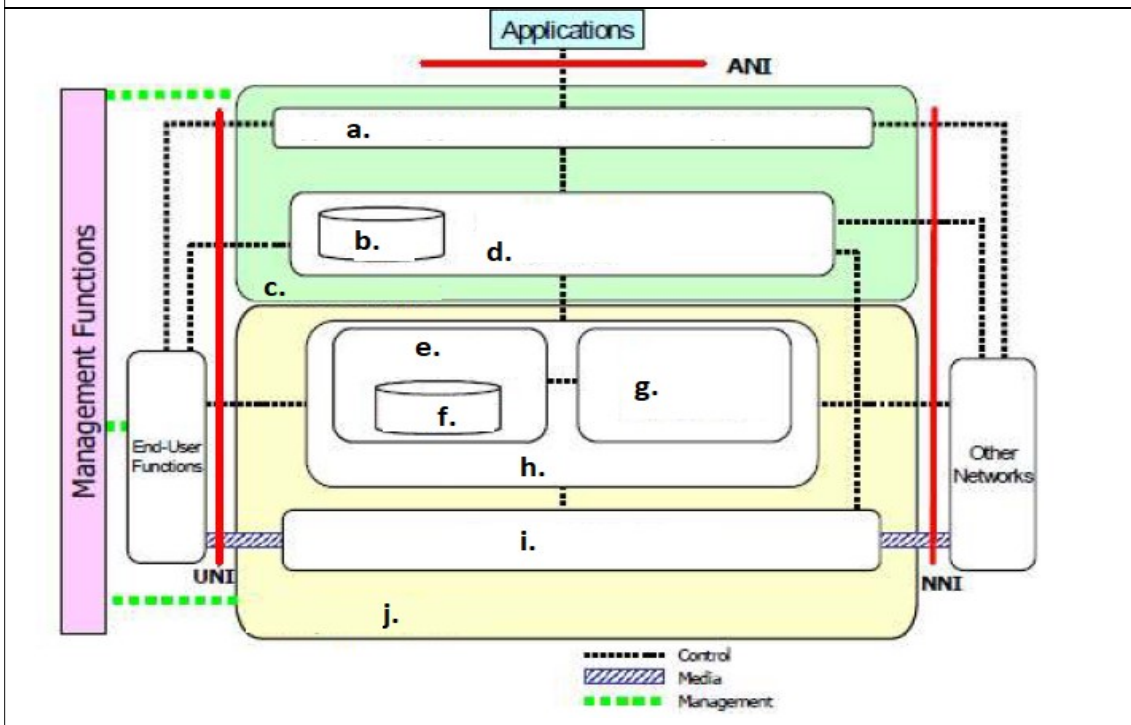 Applications
ANI
a.
b.
d.
c.
Management Functions
e.
g.
f.
End-User
Functions
h.
Other
Networks
i.
UNI
NNI
j.
Control
Media
Management